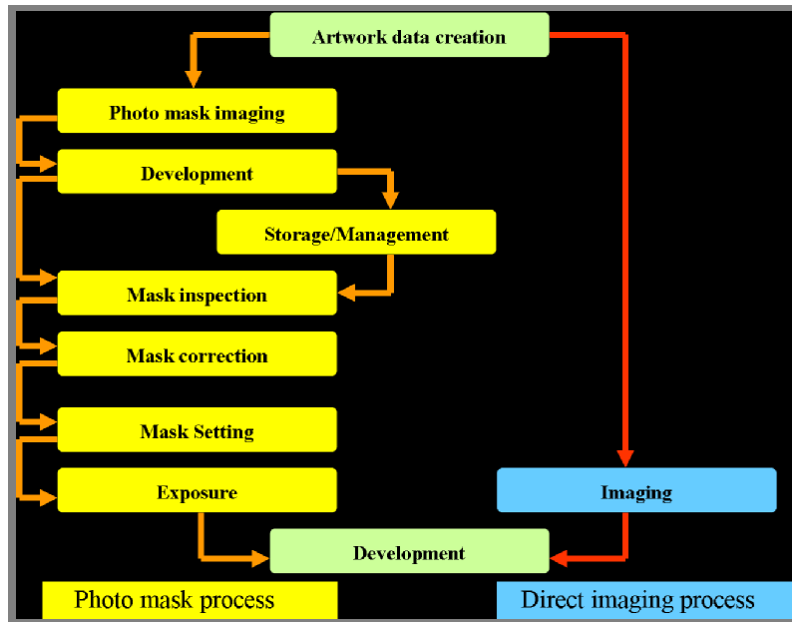 Artwork data creation
Photo mask imaging
Development
Storage/Management
Mask inspection
Mask correction
Mask Setting
Exposure
Imaging
Development
Photo mask process
Direct imaging process